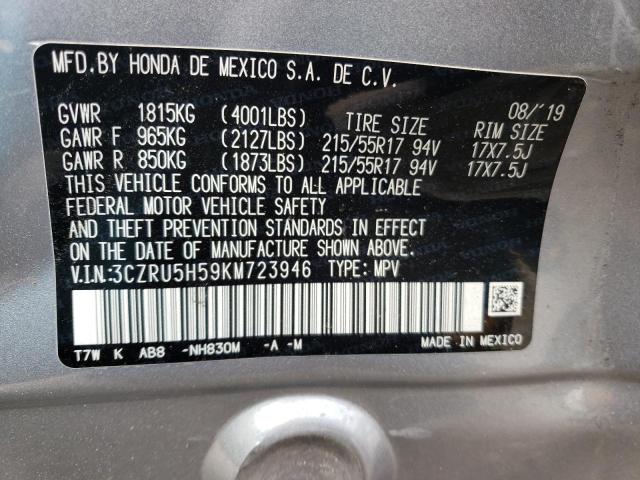 MFD.BY HONDA DE MEXICO S.A. DE C.V.
08/'19
GVWR 1815KG (4001LBS) TIRE SIZE RIM SIZE
GAWR F 965KG (2127LBS) 215/55R17 94V 17X7.5J
GAWR R 850KG (1873LBS) 215/55R17 94V 17X7.5J
THIS VEHICLE CONFORMS TO ALL APPLICABLE
FEDERAL MOTOR VEHICLE SAFETY
AND THEFT PREVENTION STANDARDS IN EFFECT
ON THE DATE OF MANUFACTURE SHOWN ABOVE.
V.I.N:3CZRU5H59KM723946 TYPE:MPV
T7W K AB8 -NH830M -A -M
MADE IN MEXICO